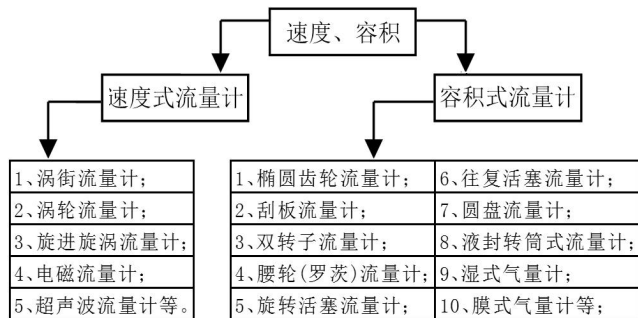 速度、容积
速度式流量计
容积式流量计
1、涡街流量计;
2、涡轮流量计;
3、旋进旋涡流量计;
4、电磁流量计;
5、超声波流量计等。
1、椭圆齿轮流量计;
2、刮板流量计;
3、双转子流量计;
4、腰轮(罗茨)流量计;
5、旋转活塞流量计;
6、往复活塞流量计;
7、圆盘流量计;
8、液封转筒式流量计;
9、湿式气量计;
10、膜式气量计等;